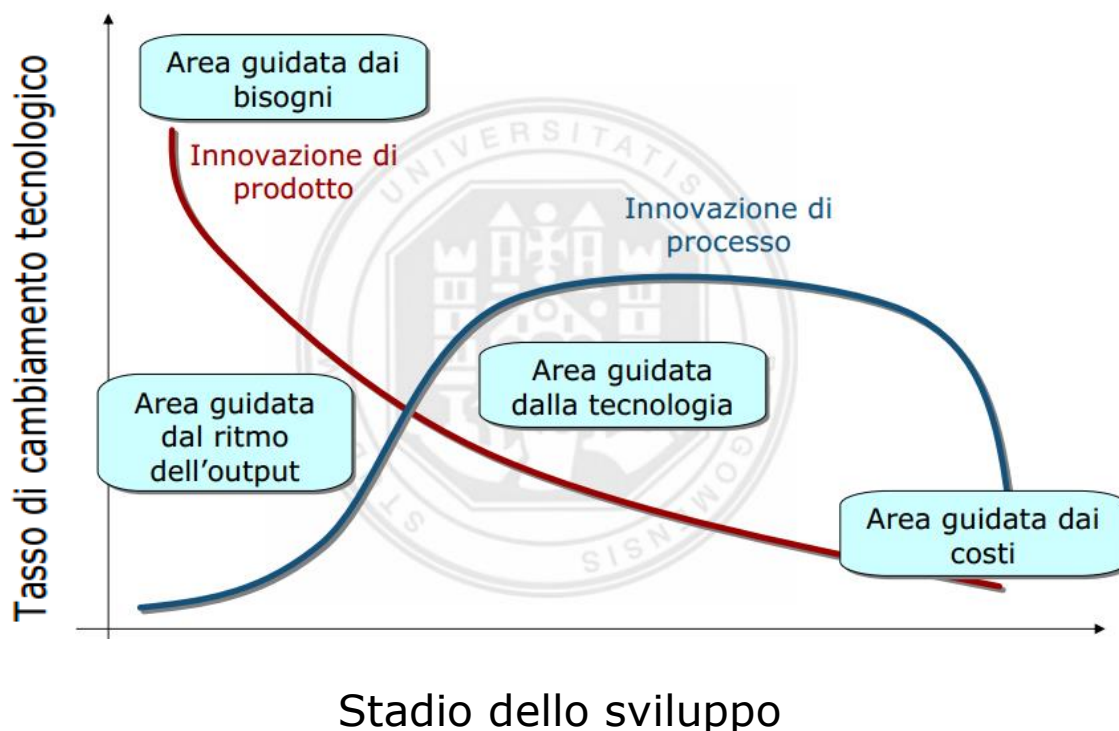 Tasso di cambiamento tecnologico
Area guidata dai
bisogni
Innovazione di
prodotto
Innovazione di
processo
Area guidata
dal ritmo
dell'output
Area guidata
dalla tecnologia
Area guidata dai
costi
UNIVERSITATIS
Stadio dello sviluppo